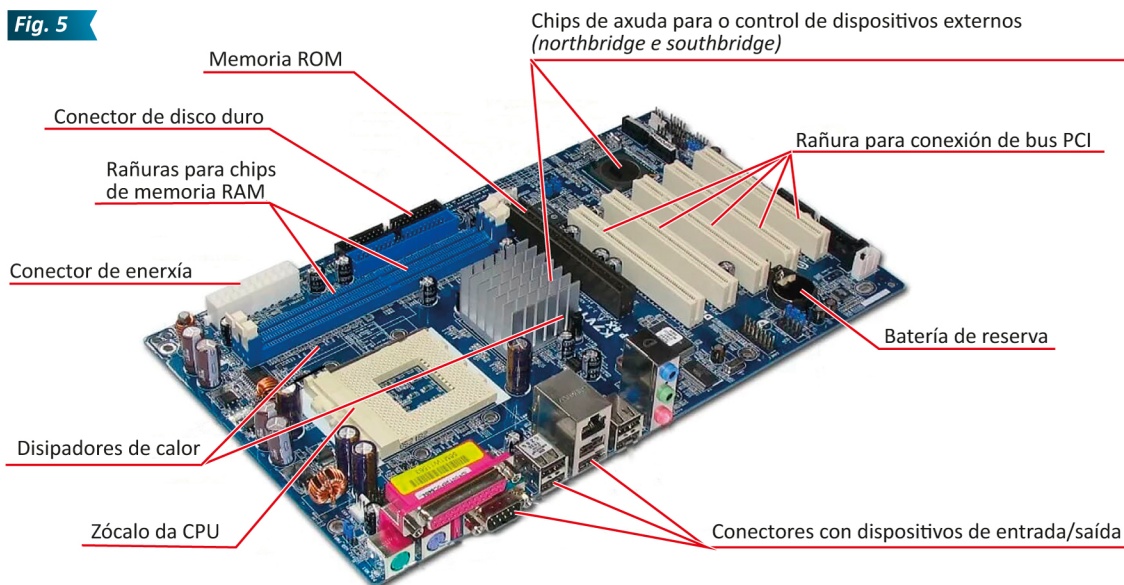 Fig. 5
Chips de axuda para o control de dispositivos externos
(northbridge e southbridge)
Memoria ROM
Conector de disco duro
Rañura para conexión de bus PCI
Rañuras para chips
de memoria RAM
Conector de enerxía
Batería de reserva
Disipadores de calor
Zócalo da CPU
Conectores con dispositivos de entrada/saída
K7V